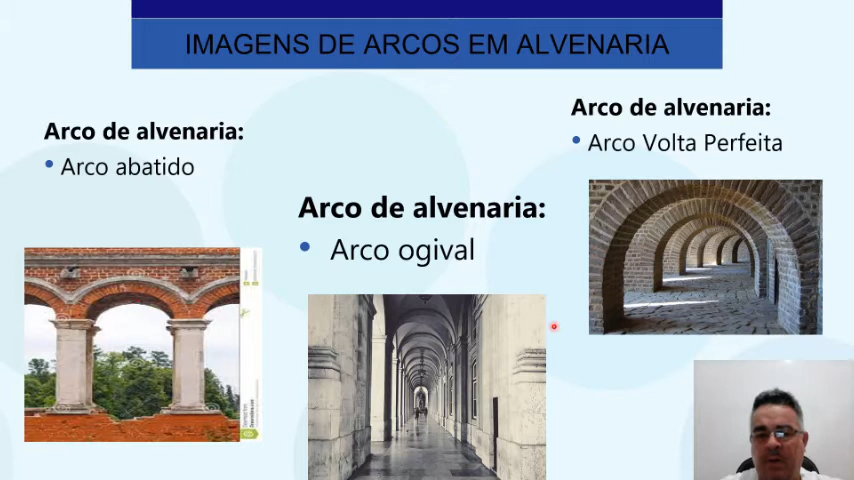 IMAGENS DE ARCOS EM ALVENARIA
Arco de alvenaria:
• Arco abatido
Arco de alvenaria:
• Arco ogival
Arco de alvenaria:
• Arco Volta Perfeita